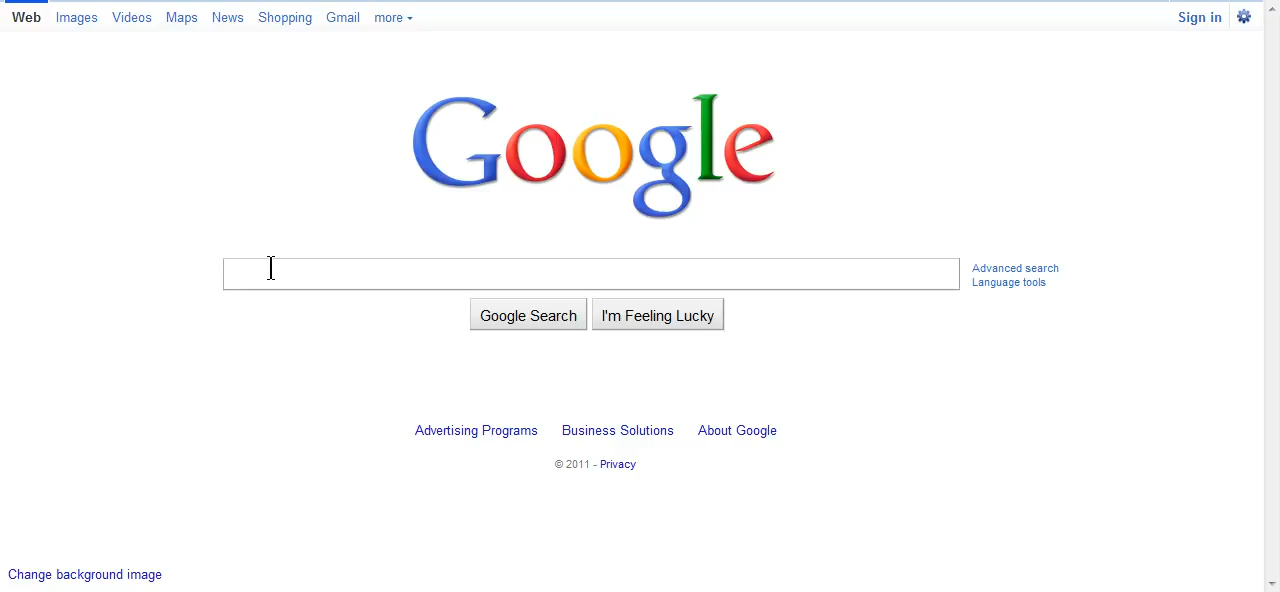 Web Images Videos Maps News Shopping Gmail more Sign in
Google
Advanced search
Language tools
Google Search I'm Feeling Lucky
Advertising Programs Business Solutions About Google
© 2011 - Privacy
Change background image